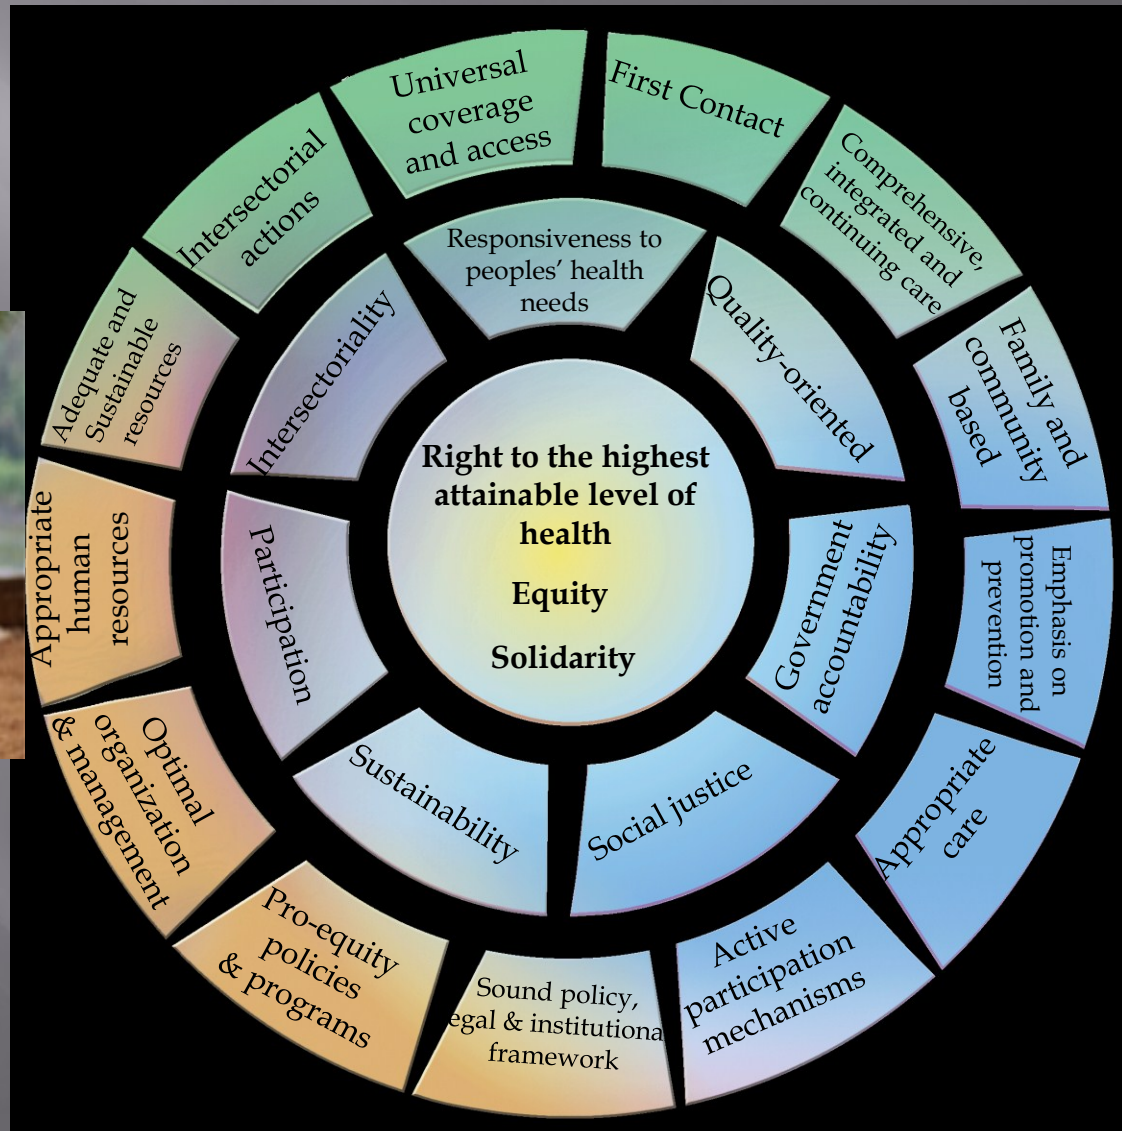 Universal
coverage
and access
First Contact
Comprehensive,
integrated and
continuing care
Family and
community
based
Emphasis on
promotion and
prevention
Appropriate
care
Active
participation
mechanisms
Sound policy,
egal & institutiona
framework
Pro-equity
policies
& programs
Optimal
organization
& management
Appropriate
human
resources
Adequate and
Sustainable
resources
Intersectorial
actions
Responsiveness to
peoples’ health
needs
Quality-oriented
Government
accountability
Social justice
Sustainability
Participation
Intersectoriality
Right to the highest
attainable level of
health
Equity
Solidarity